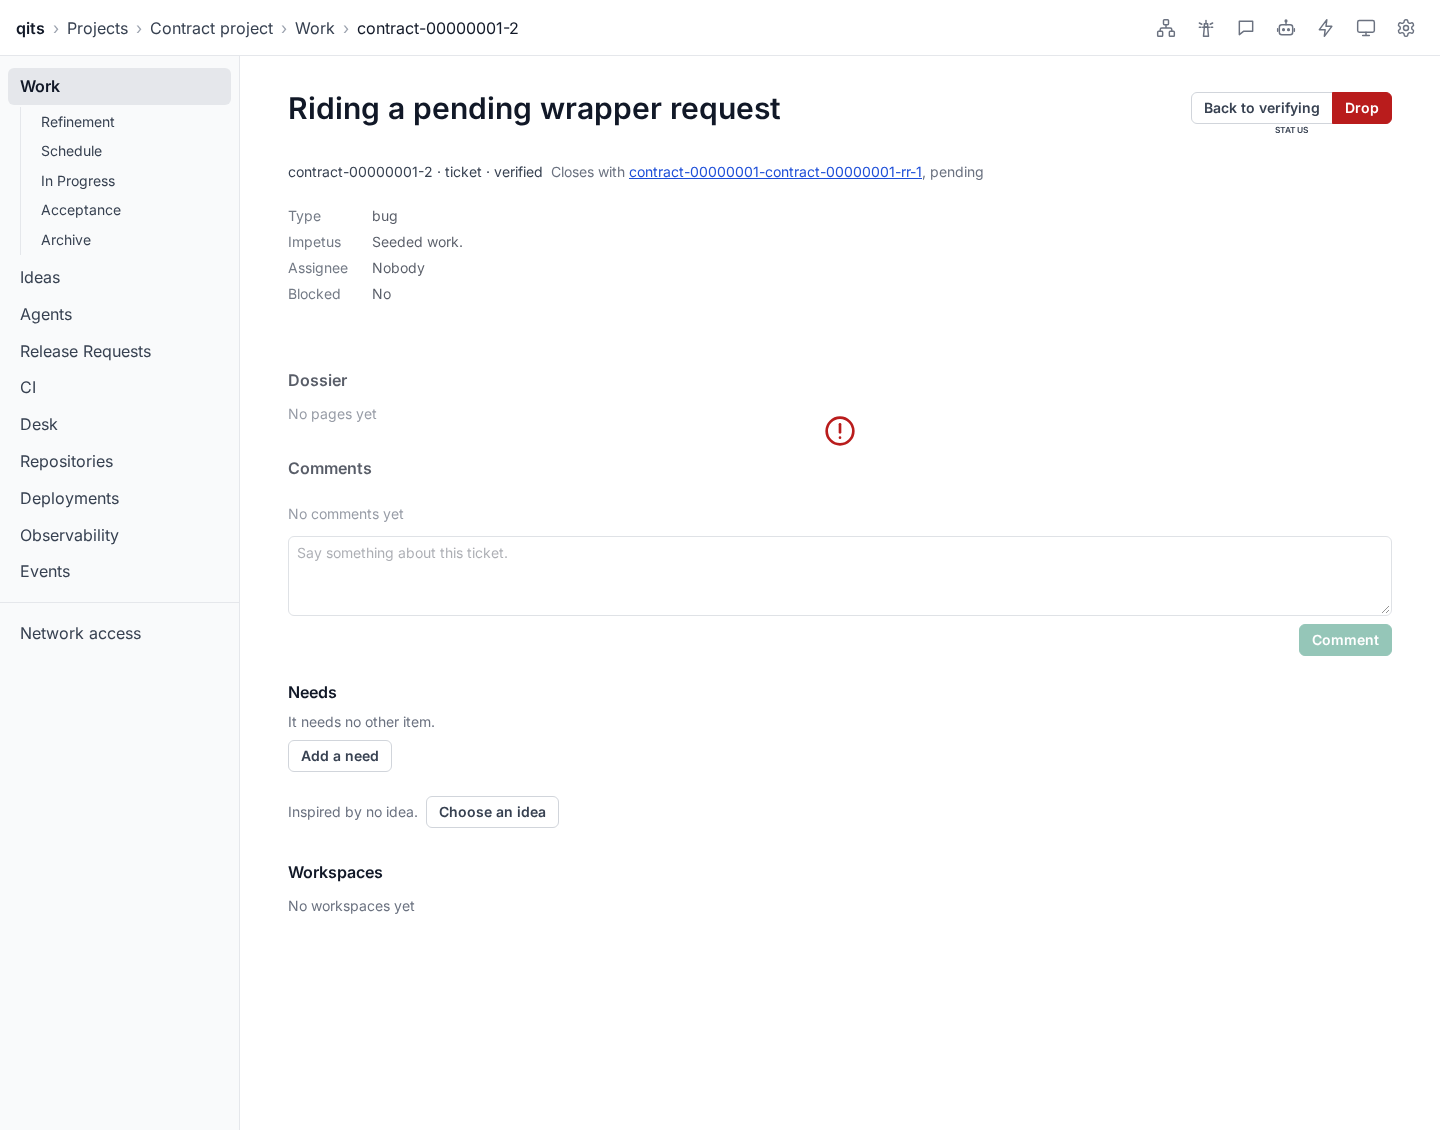 qits › Projects › Contract project › Work › contract-00000001-2
Work
Refinement
Schedule
In Progress
Acceptance
Archive
Ideas
Agents
Release Requests
CI
Desk
Repositories
Deployments
Observability
Events
Network access
Riding a pending wrapper request
Back to verifying Drop
STATUS
contract-00000001-2 · ticket · verified Closes with contract-00000001-contract-00000001-rr-1, pending
Type bug
Impetus Seeded work.
Assignee Nobody
Blocked No
Dossier
No pages yet
Comments
No comments yet
Say something about this ticket.
Comment
Needs
It needs no other item.
Add a need
Inspired by no idea. Choose an idea
Workspaces
No workspaces yet